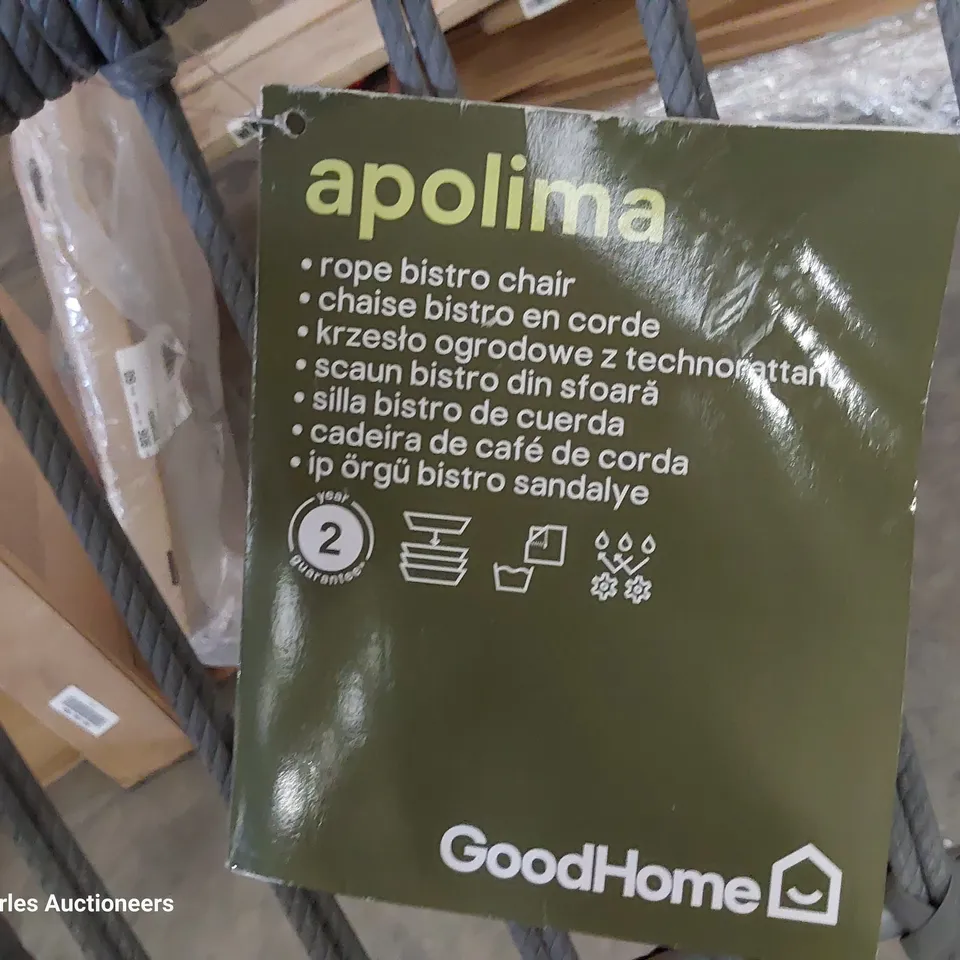 apolima
• rope bistro chair
• chaise bistro en corde
• krzesło ogrodowe z technorattanu
• scaun bistro din sfoară
• silla bistro de cuerda
• cadeira de café de corda
• ip örgü bistro sandalye
year
2
guarantee*
GoodHome
rles Auctioneers